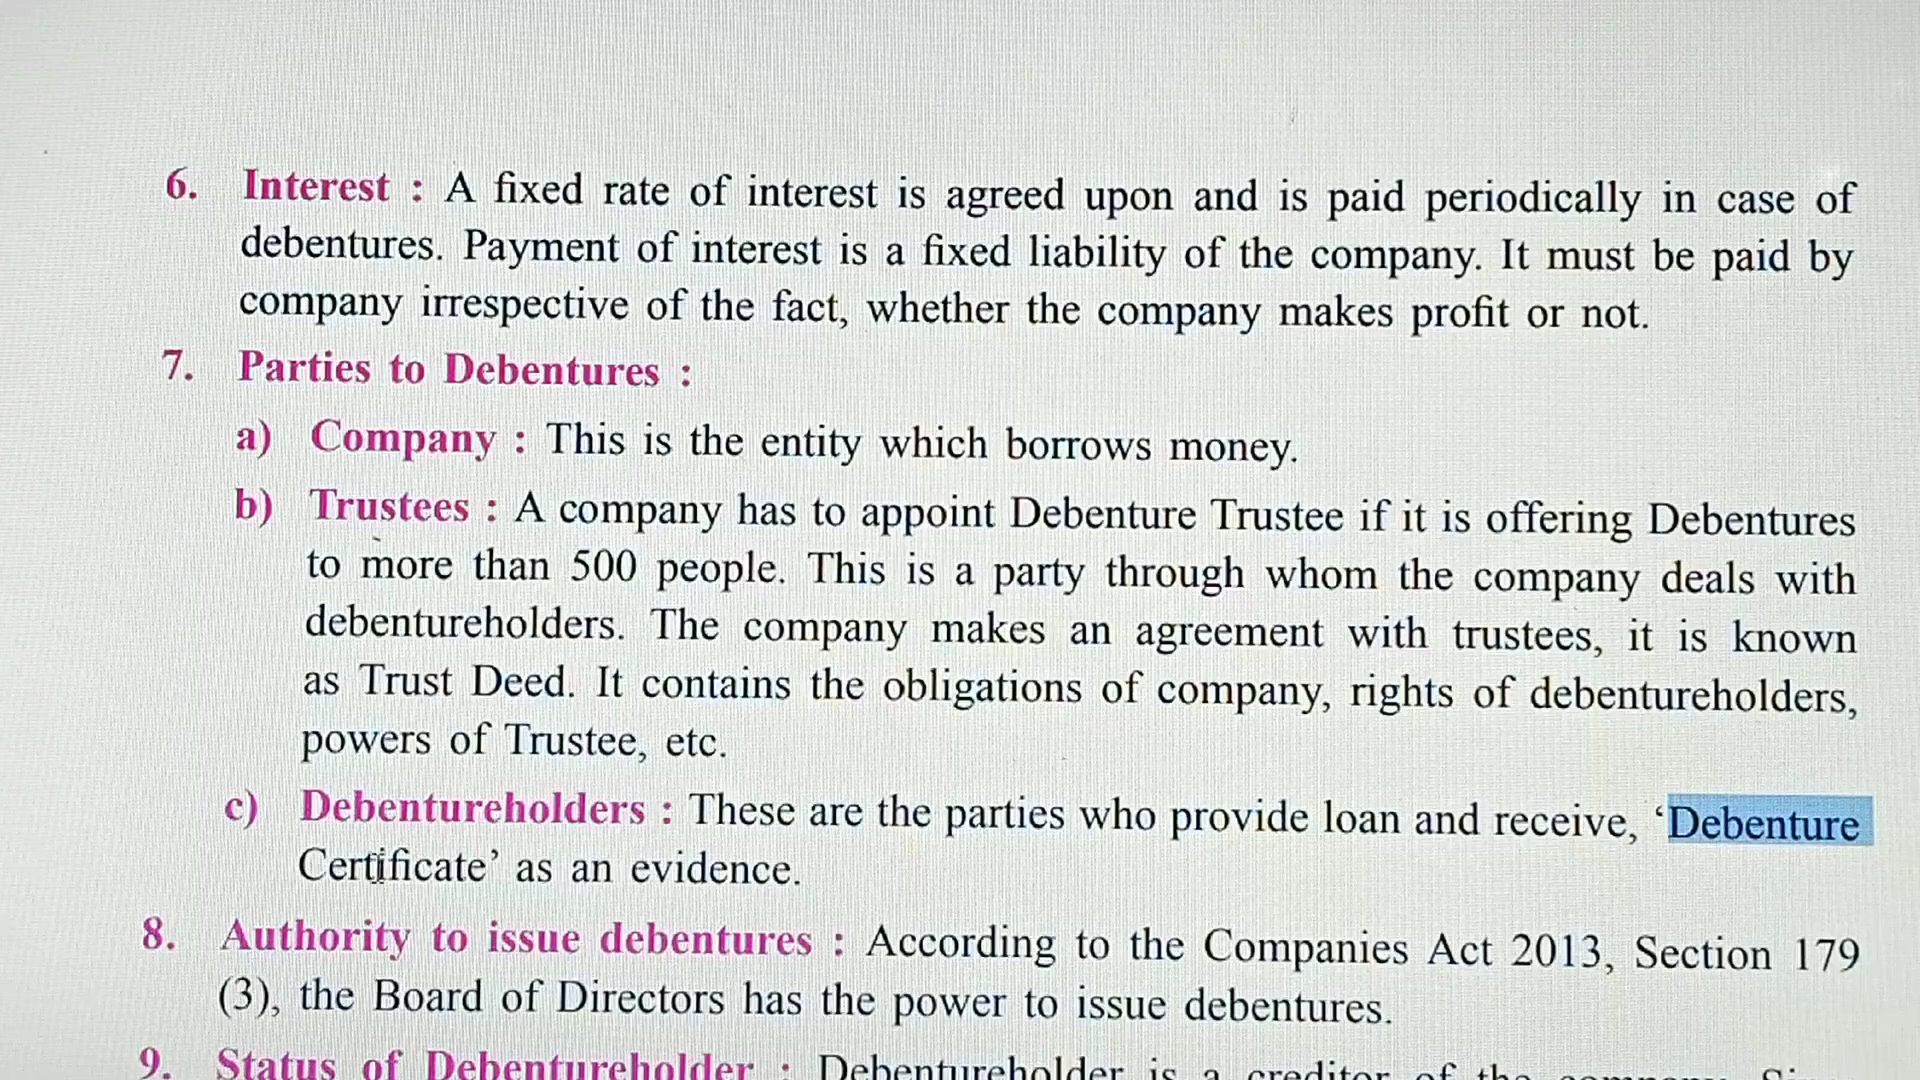 6. Interest : A fixed rate of interest is agreed upon and is paid periodically in case of
debentures. Payment of interest is a fixed liability of the company. It must be paid by
company irrespective of the fact, whether the company makes profit or not.
7. Parties to Debentures :
a) Company : This is the entity which borrows money.
b) Trustees : A company has to appoint Debenture Trustee if it is offering Debentures
to more than 500 people. This is a party through whom the company deals with
debentureholders. The company makes an agreement with trustees, it is known
as Trust Deed. It contains the obligations of company, rights of debentureholders,
powers of Trustee, etc.
c) Debentureholders : These are the parties who provide loan and receive, ‘Debenture
Certificate’ as an evidence.
8. Authority to issue debentures : According to the Companies Act 2013, Section 179
(3), the Board of Directors has the power to issue debentures.
9. Status of Debentureholder : Debentureholder is a creditor of the company.